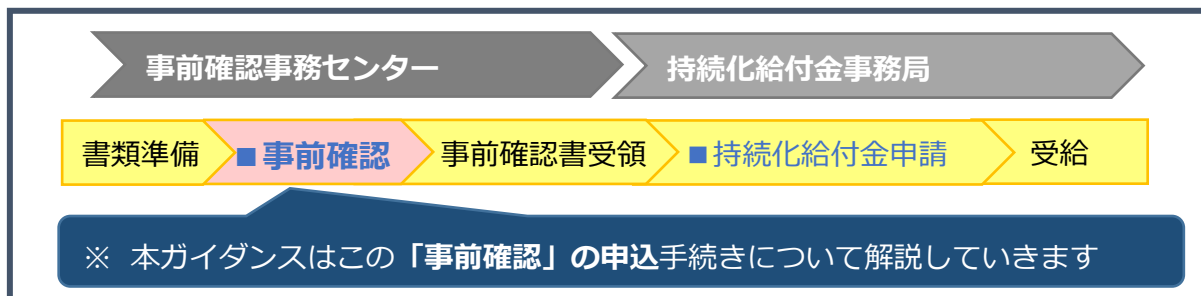 事前確認事務センター 持続化給付金事務局
書類準備 ■事前確認 事前確認書受領 ■持続化給付金申請 受給
※ 本ガイダンスはこの「事前確認」の申込手続きについて解説していきます